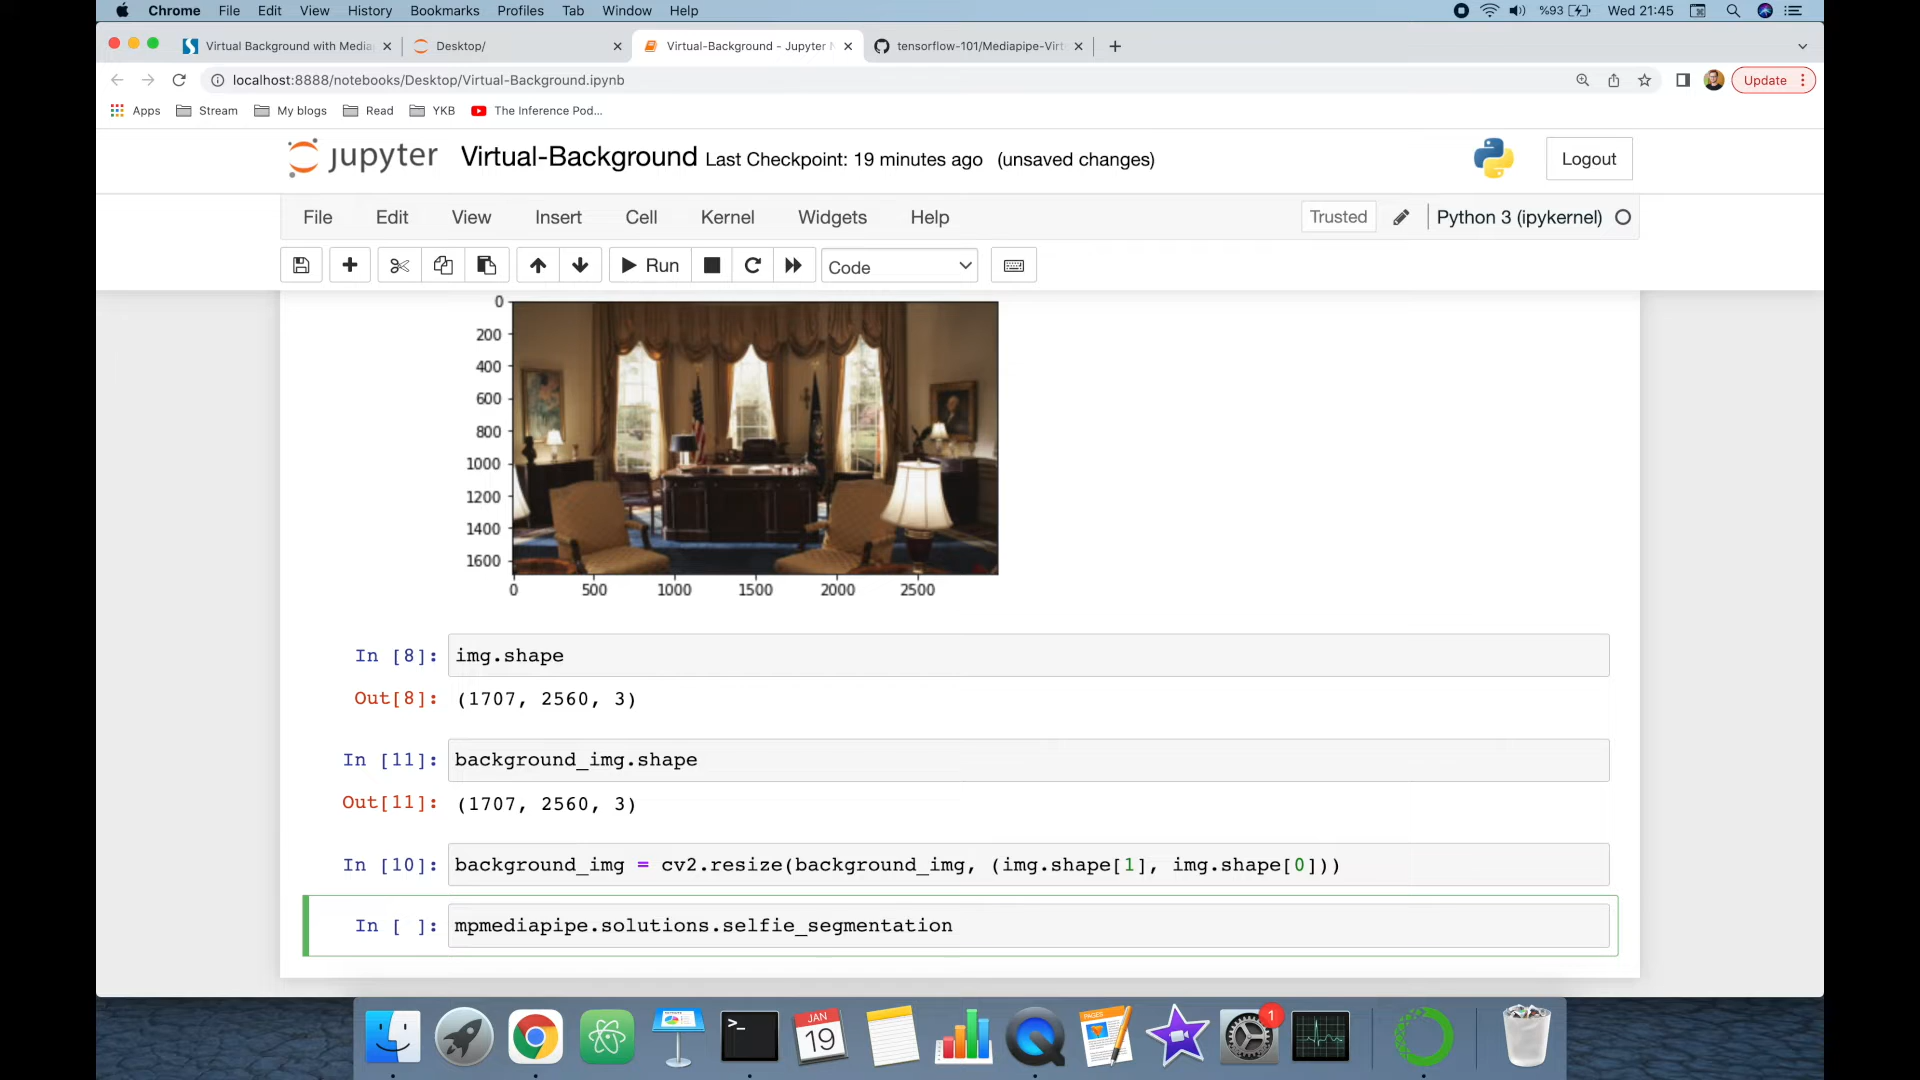 Chrome File Edit View History Bookmarks Profiles Tab Window Help %93 Wed 21:45
Virtual Background with Media Desktop/ Virtual-Background - Jupyter N tensorflow-101/Mediapipe-Virt
localhost:8888/notebooks/Desktop/Virtual-Background.ipynb Update
Apps Stream My blogs Read YKB The Inference Pod...
jupyter Virtual-Background Last Checkpoint: 19 minutes ago (unsaved changes) Logout
File Edit View Insert Cell Kernel Widgets Help Trusted Python 3 (ipykernel)
Run Code
0
200
400
600
800
1000
1200
1400
1600
0 500 1000 1500 2000 2500
In [8]: img.shape
Out[8]: (1707, 2560, 3)
In [11]: background_img.shape
Out[11]: (1707, 2560, 3)
In [10]: background_img = cv2.resize(background_img, (img.shape[1], img.shape[0]))
In [ ]: mpmediapipe.solutions.selfie_segmentation
>_ JAN 19 PAGES 1